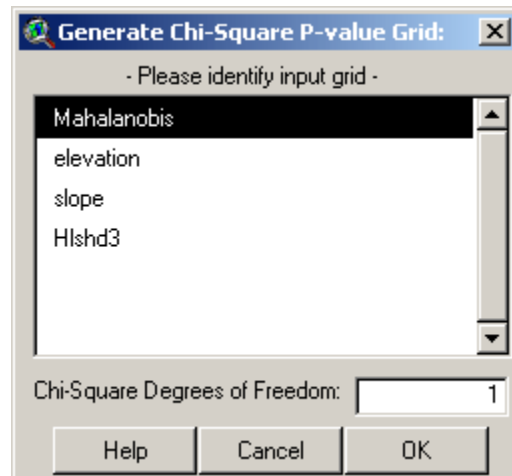 Generate Chi-Square P-value Grid:
- Please identify input grid -
Mahalanobis
elevation
slope
Hlshd3
Chi-Square Degrees of Freedom: 1
Help Cancel OK